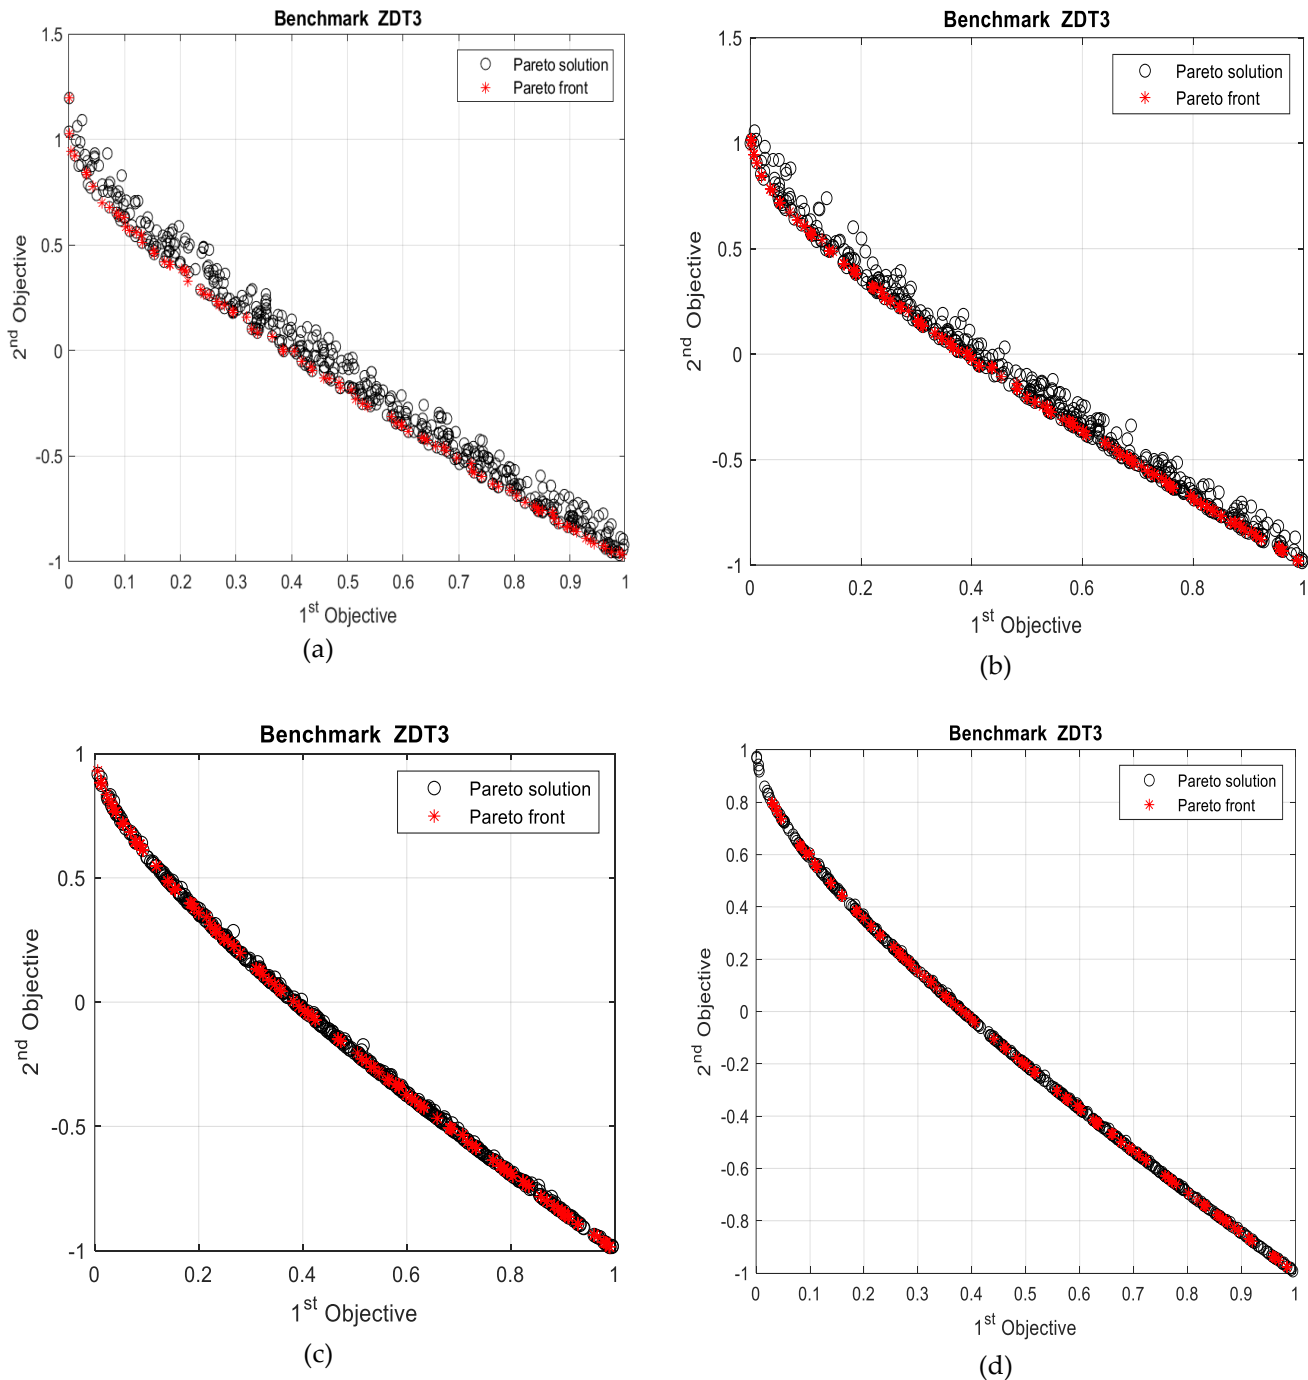 Benchmark ZDT3
1.5
1
0.5
0
-0.5
-1
2nd Objective
Pareto solution
Pareto front
0 0.1 0.2 0.3 0.4 0.5 0.6 0.7 0.8 0.9 1
1st Objective
(a)
Benchmark ZDT3
1.5
1
0.5
0
-0.5
-1
2nd Objective
Pareto solution
Pareto front
0 0.2 0.4 0.6 0.8 1
1st Objective
(b)
Benchmark ZDT3
1
0.5
0
-0.5
-1
2nd Objective
Pareto solution
Pareto front
0 0.2 0.4 0.6 0.8 1
1st Objective
(c)
Benchmark ZDT3
1
0.8
0.6
0.4
0.2
0
-0.2
-0.4
-0.6
-0.8
-1
2nd Objective
Pareto solution
Pareto front
0 0.1 0.2 0.3 0.4 0.5 0.6 0.7 0.8 0.9 1
1st Objective
(d)